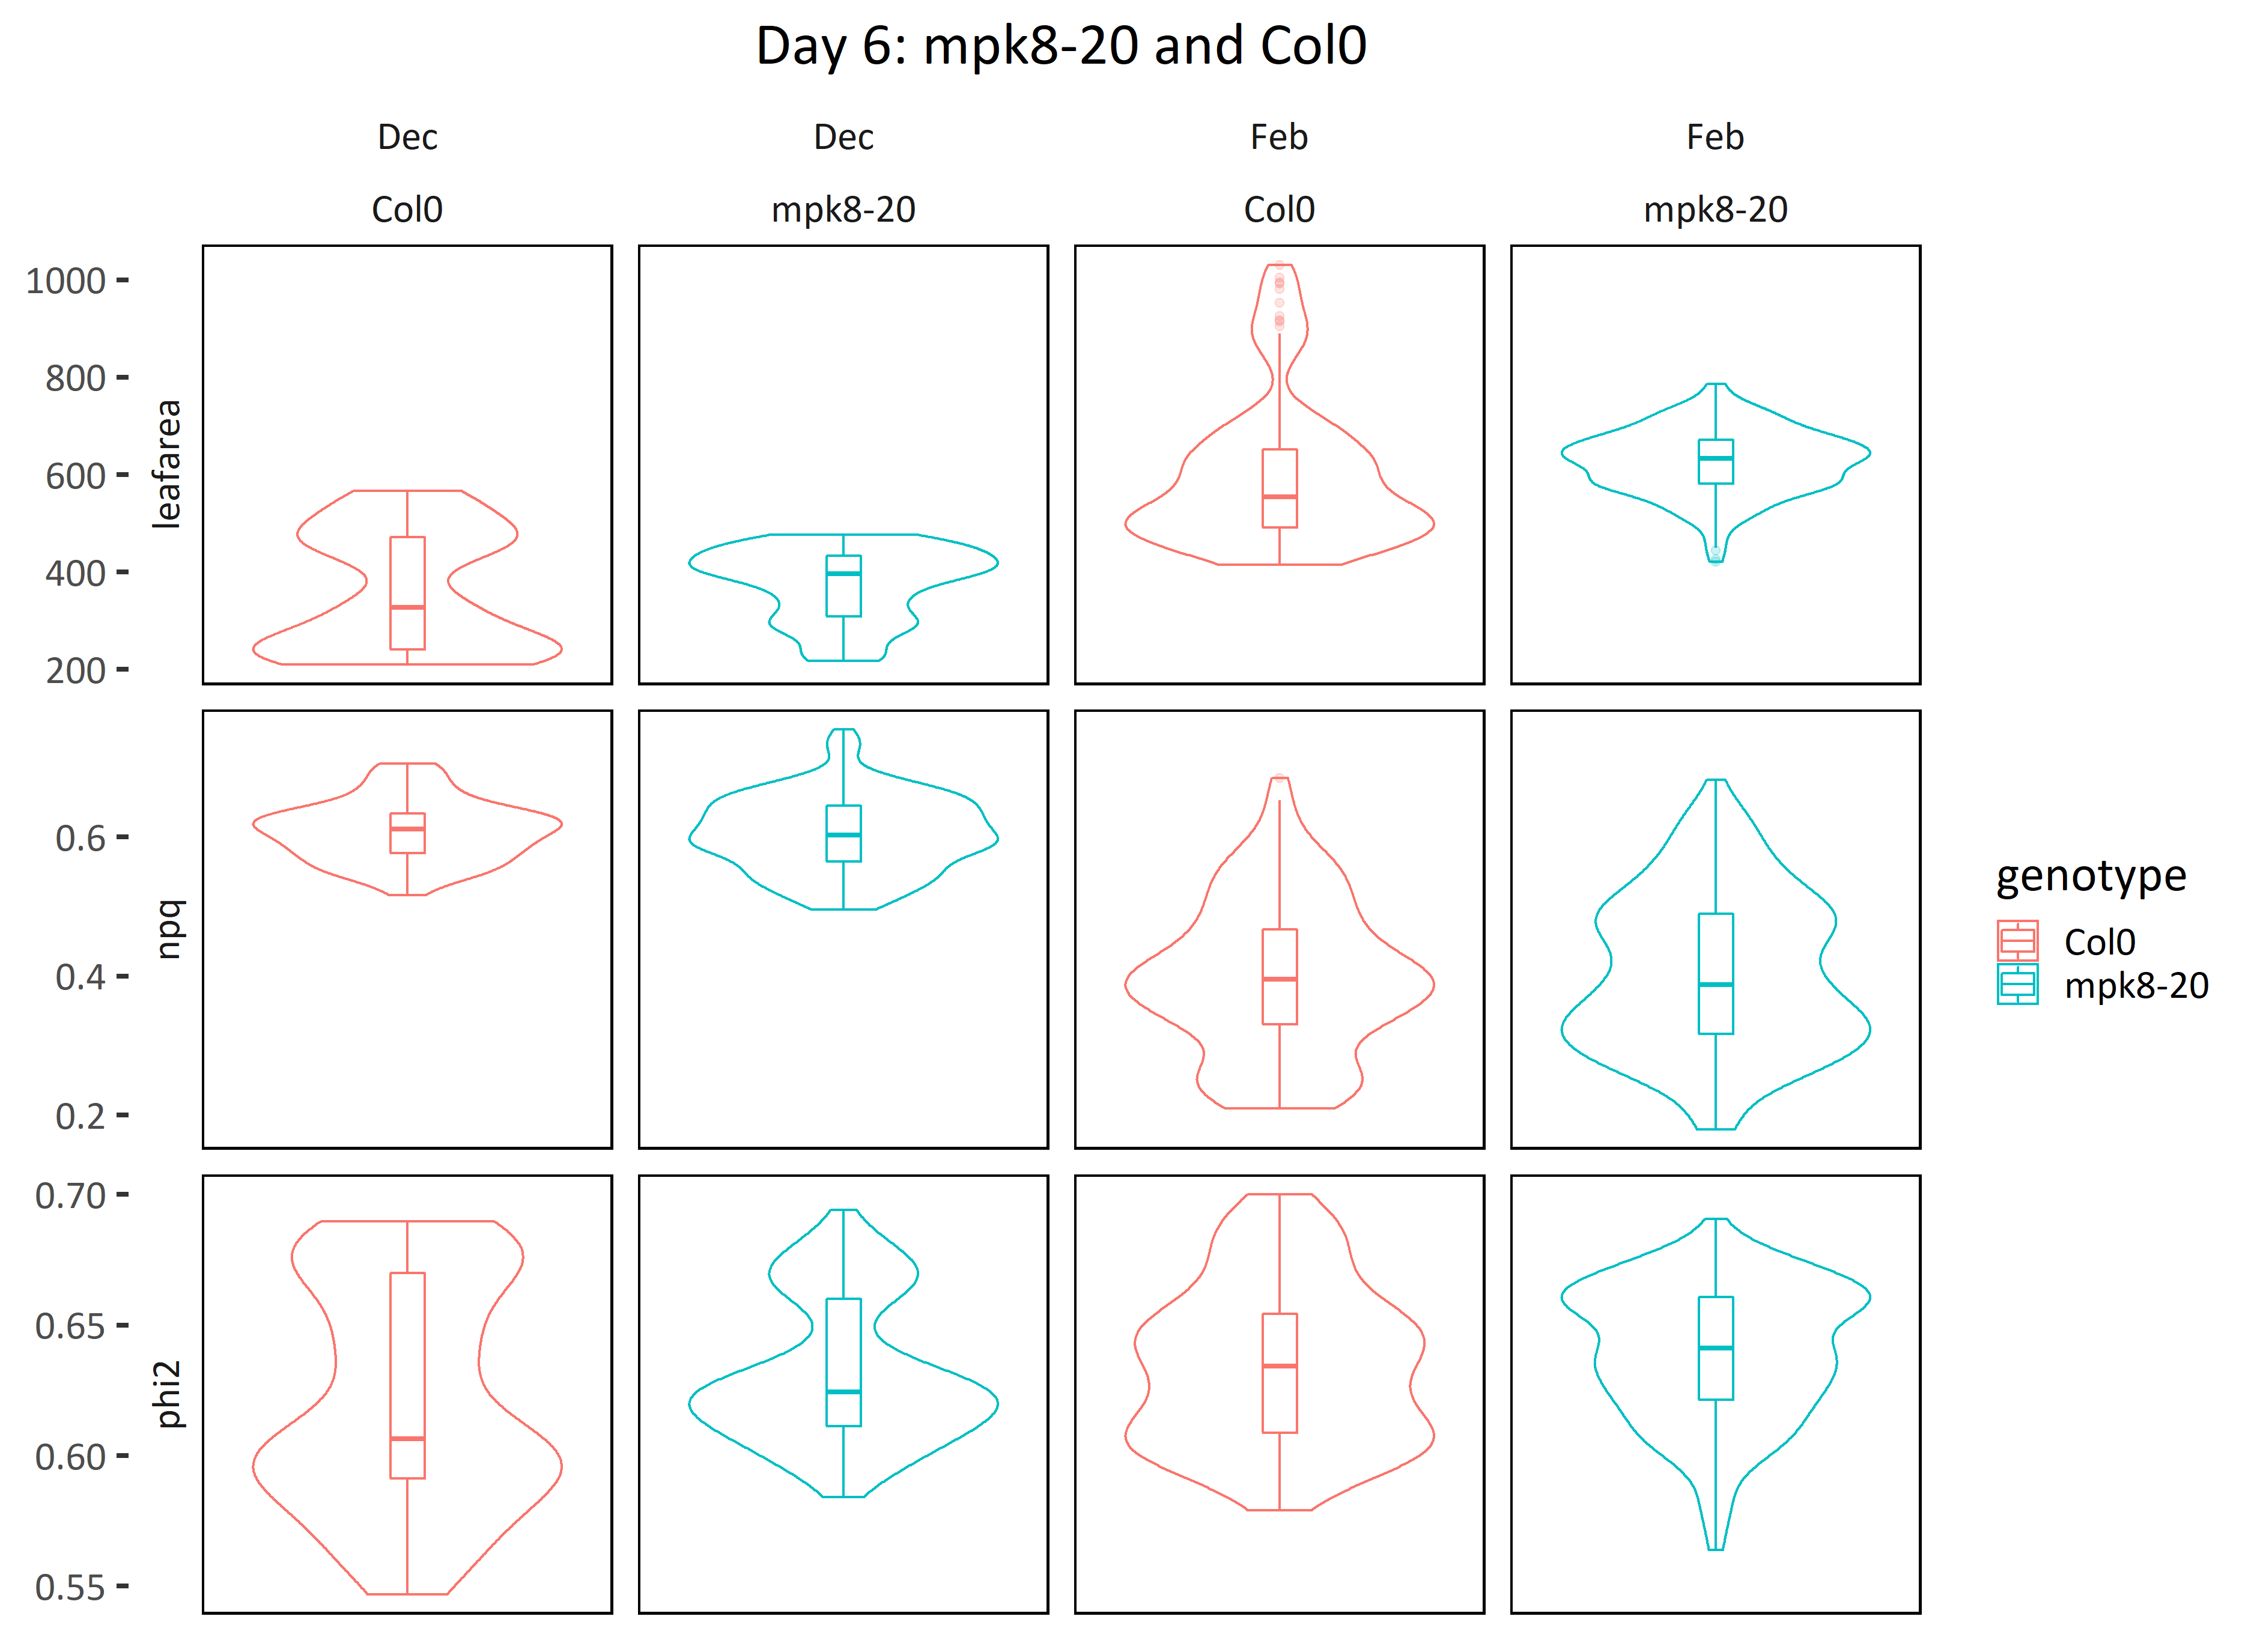 Day 6: mpk8-20 and Col0
Dec
Dec
Feb
Feb
Col0
mpk8-20
Col0
mpk8-20
1000
800
600
400
200
leafarea
0.6
0.4
0.2
npq
0.70
0.65
0.60
0.55
phi2
genotype
Col0
mpk8-20